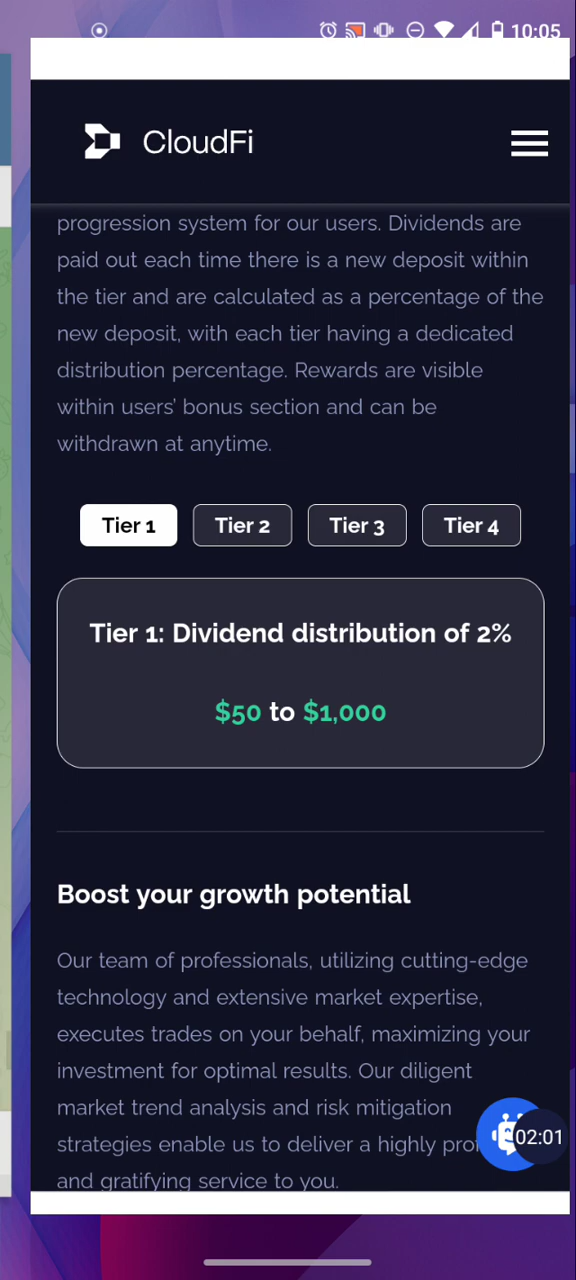 10:05
CloudFi
progression system for our users. Dividends are
paid out each time there is a new deposit within
the tier and are calculated as a percentage of the
new deposit, with each tier having a dedicated
distribution percentage. Rewards are visible
within users' bonus section and can be
withdrawn at anytime.
Tier 1 Tier 2 Tier 3 Tier 4
Tier 1: Dividend distribution of 2%
$50 to $1,000
Boost your growth potential
Our team of professionals, utilizing cutting-edge
technology and extensive market expertise,
executes trades on your behalf, maximizing your
investment for optimal results. Our diligent
market trend analysis and risk mitigation
strategies enable us to deliver a highly
02:01
and gratifying service to you.